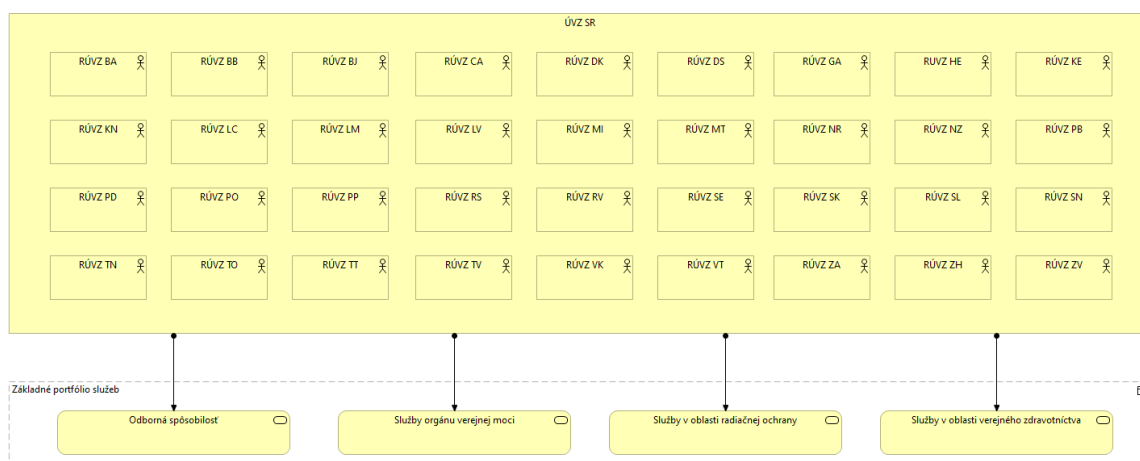 ÚVZ SR
RÚVZ BA
RÚVZ BB
RÚVZ BJ
RÚVZ CA
RÚVZ DK
RÚVZ DS
RÚVZ GA
RUVZ HE
RÚVZ KE
RÚVZ KN
RÚVZ LC
RÚVZ LM
RÚVZ LV
RÚVZ MI
RÚVZ MT
RÚVZ NR
RÚVZ NZ
RÚVZ PB
RÚVZ PD
RÚVZ PO
RÚVZ PP
RÚVZ RS
RÚVZ RV
RÚVZ SE
RÚVZ SK
RÚVZ SL
RÚVZ SN
RÚVZ TN
RÚVZ TO
RÚVZ TT
RÚVZ TV
RÚVZ VK
RÚVZ VT
RÚVZ ZA
RÚVZ ZH
RÚVZ ZV
Základné portfólio služeb
Odborná spôsobilosť
Služby orgánu verejnej moci
Služby v oblasti radiačnej ochrany
Služby v oblasti verejného zdravotníctva